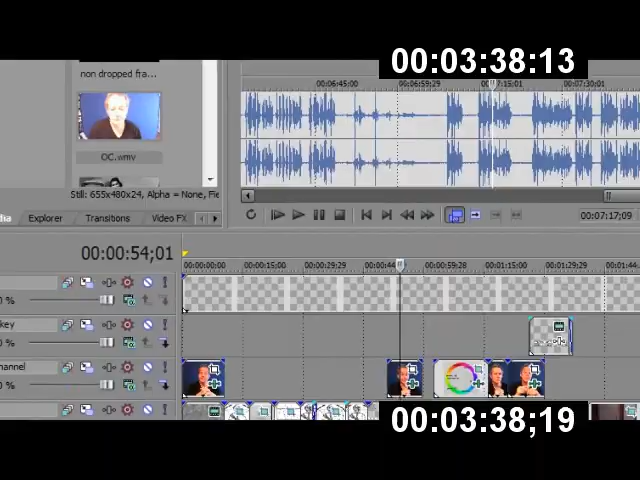 00:03:38:13
non dropped fra...
00:06:45:00
00:06:59:29
00:07:15:01
00:07:30:01
OC.wmv
Still: 655x480x24, Alpha = None, Fie
dia
Explorer
Transitions
Video FX
00:07:17;09
00:00:54;01
00:00:00:00
00:00:15:00
00:00:29:29
00:00:44
00:00:59:28
00:01:15:00
00:01:29:29
00:01:44..
0 %
key
0 %
hannel
0 %
00:03:38;19